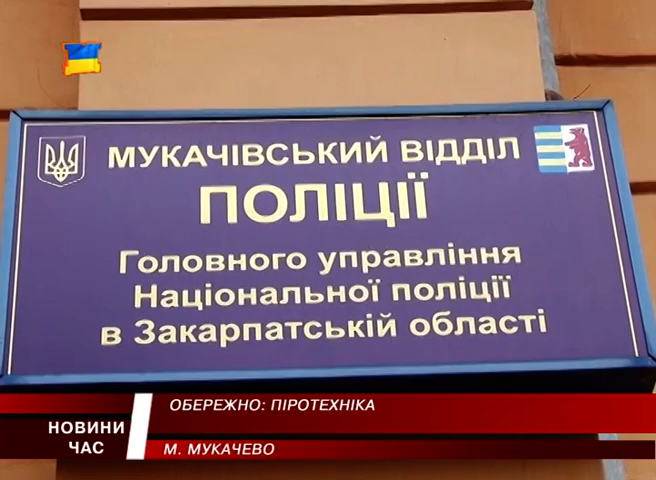 МУКАЧІВСЬКИЙ ВІДДІЛ
ПОЛІЦІЇ
Головного управління
Національної поліції
в Закарпатській області
ОБЕРЕЖНО: ПІРОТЕХНІКА
НОВИНИ
ЧАС
М. МУКАЧЕВО